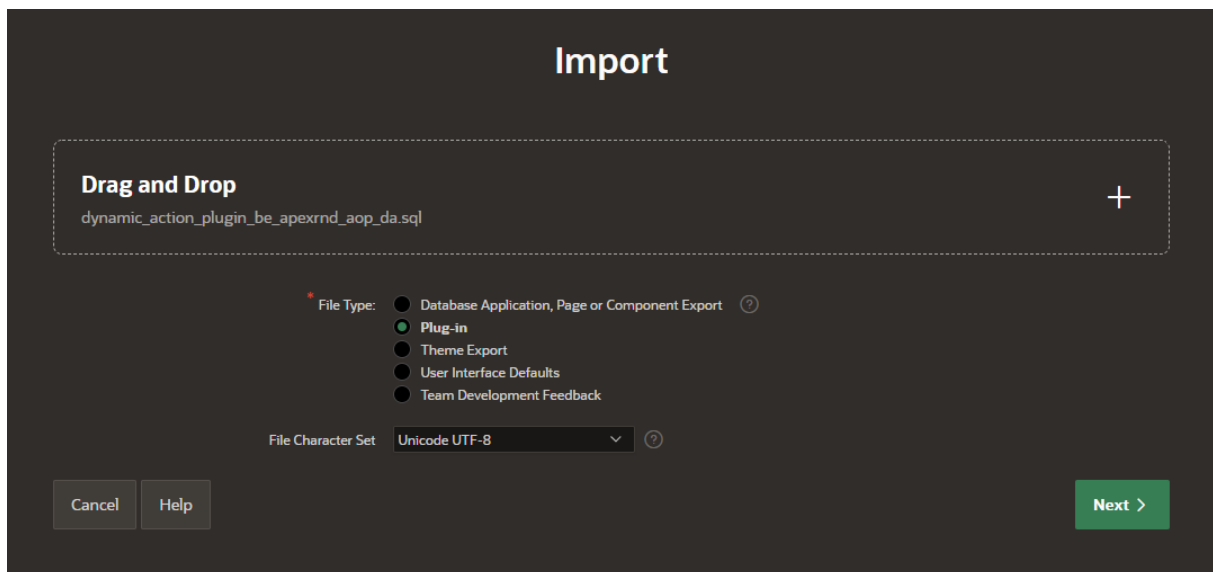 Import
Drag and Drop
dynamic_action_plugin_be_apexrnd_aop_da.sql
* File Type:
Database Application, Page or Component Export ?
Plug-in
Theme Export
User Interface Defaults
Team Development Feedback
File Character Set Unicode UTF-8 ?
Cancel Help Next >